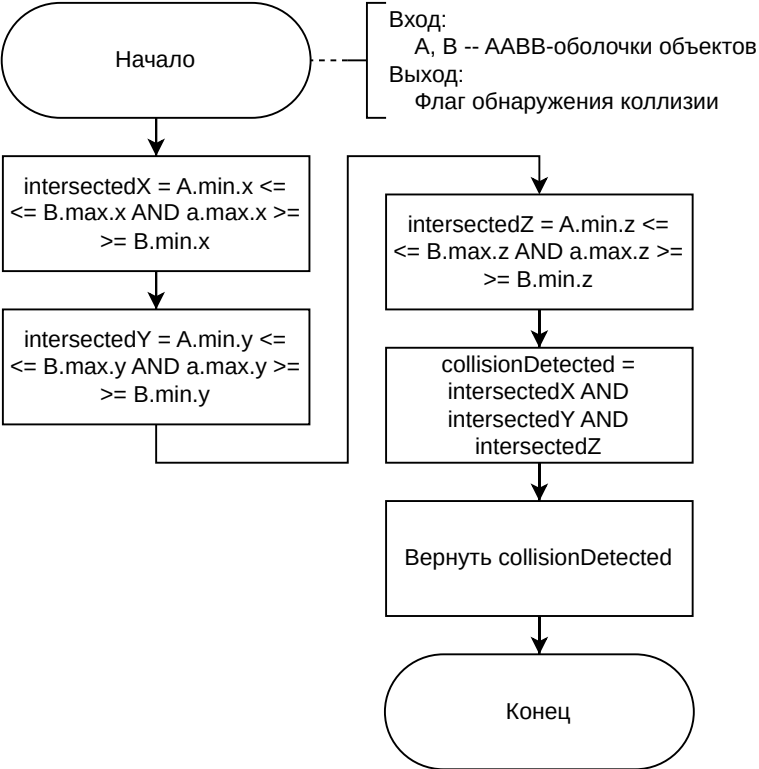 Начало
Вход:
A, B -- AABB-оболочки объектов
Выход:
Флаг обнаружения коллизии
intersectedX = A.min.x <=
<= B.max.x AND a.max.x >=
>= B.min.x
intersectedY = A.min.y <=
<= B.max.y AND a.max.y >=
>= B.min.y
intersectedZ = A.min.z <=
<= B.max.z AND a.max.z >=
>= B.min.z
collisionDetected =
intersectedX AND
intersectedY AND
intersectedZ
Вернуть collisionDetected
Конец